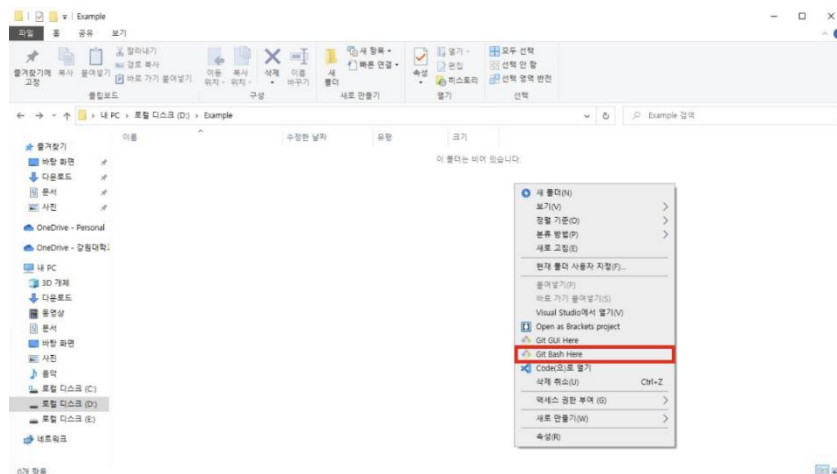 Example
파일 홈 공유 보기
즐겨찾기에 고정
복사
붙여넣기
잘라내기
경로 복사
바로 가기 붙여넣기
클립보드
이동 위치
복사 위치
삭제
이름 바꾸기
구성
새 폴더
새 항목
빠른 연결
새로 만들기
속성
열기
편집
히스토리
열기
모두 선택
선택 안 함
선택 영역 반전
선택
내 PC > 로컬 디스크 (D:) > Example
Example 검색
이름 수정한 날짜 유형 크기
이 폴더는 비어 있습니다.
즐겨찾기
바탕 화면
다운로드
문서
사진
OneDrive - Personal
OneDrive - 강원대학교
내 PC
3D 개체
다운로드
동영상
문서
바탕 화면
사진
음악
로컬 디스크 (C:)
로컬 디스크 (D:)
로컬 디스크 (E:)
네트워크
0개 항목
새 폴더(N)
보기(V)
정렬 기준(O)
분류 방법(P)
새로 고침(E)
현재 폴더 사용자 지정(F)...
붙여넣기(P)
바로 가기 붙여넣기(S)
Visual Studio에서 열기(V)
Open as Brackets project
Git GUI Here
Git Bash Here
Code(으)로 열기
삭제 취소(U) Ctrl+Z
액세스 권한 부여 (G)
새로 만들기(W)
속성(R)